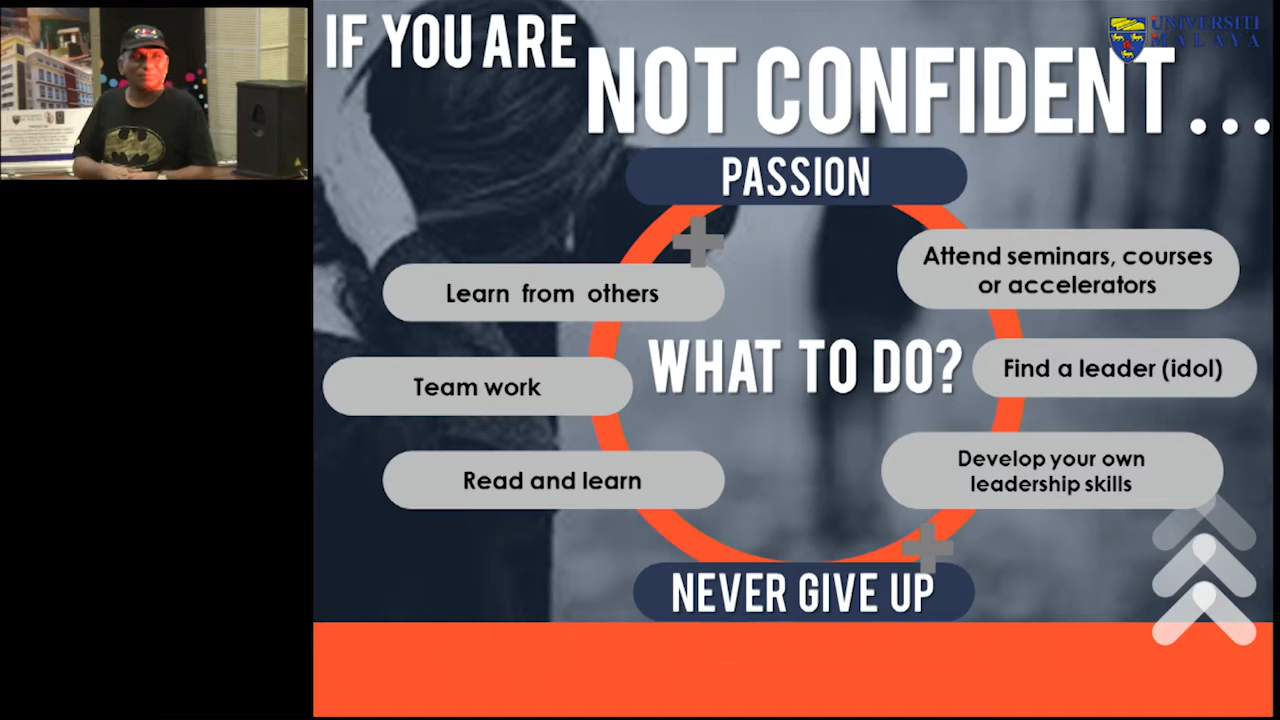 IF YOU ARE
NOT CONFIDENT...
UNIVERSITI
MALAYA
PASSION
Attend seminars, courses
or accelerators
Learn from others
WHAT TO DO?
Find a leader (idol)
Team work
Develop your own
leadership skills
Read and learn
NEVER GIVE UP